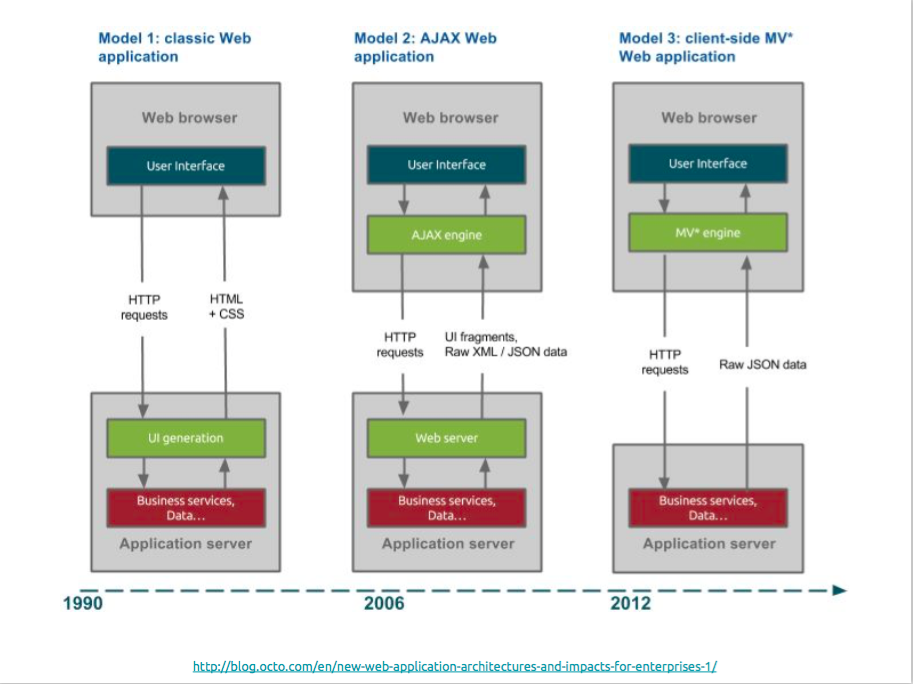 Model 1: classic Web
application
Web browser
User Interface
HTTP
requests
HTML
+ CSS
UI generation
Business services,
Data...
Application server
Model 2: AJAX Web
application
Web browser
User Interface
AJAX engine
HTTP
requests
UI fragments,
Raw XML / JSON data
Web server
Business services,
Data...
Application server
Model 3: client-side MV*
Web application
Web browser
User Interface
MV* engine
HTTP
requests
Raw JSON data
Business services,
Data...
Application server
1990
2006
2012
http://blog.octo.com/en/new-web-application-architectures-and-impacts-for-enterprises-1/